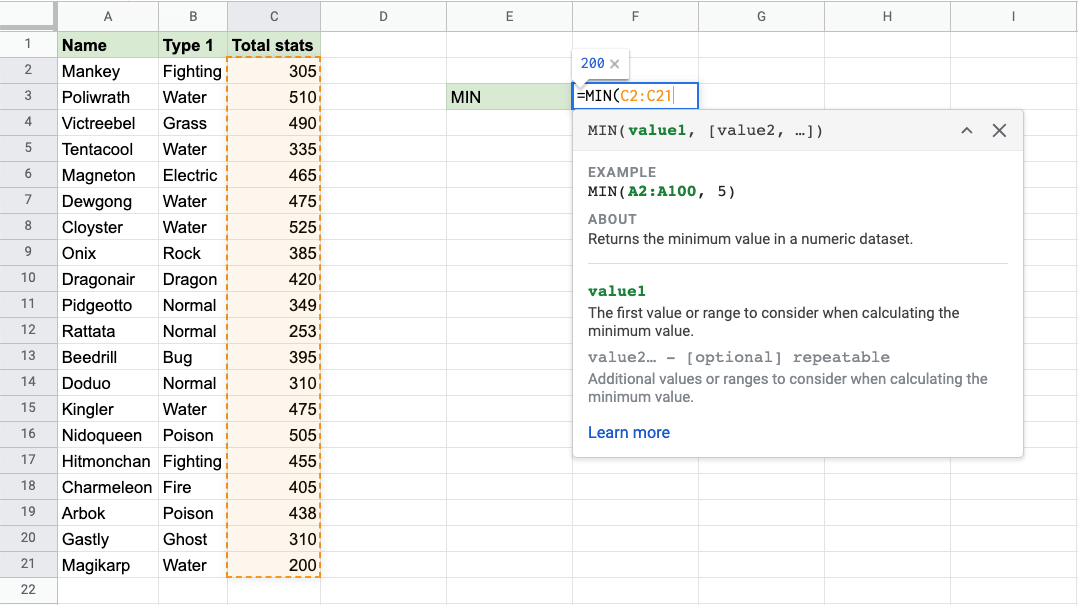 A B C D E F G H I
1 Name Type 1 Total stats
2 Mankey Fighting 305 200 ×
3 Poliwrath Water 510 MIN =MIN(C2:C21
4 Victreebel Grass 490 MIN(value1, [value2, …])
5 Tentacool Water 335
6 Magneton Electric 465 EXAMPLE
MIN(A2:A100, 5)
7 Dewgong Water 475
8 Cloyster Water 525 ABOUT
9 Onix Rock 385 Returns the minimum value in a numeric dataset.
10 Dragonair Dragon 420
11 Pidgeotto Normal 349 value1
The first value or range to consider when calculating the
12 Rattata Normal 253 minimum value.
13 Beedrill Bug 395 value2… – [optional] repeatable
14 Doduo Normal 310 Additional values or ranges to consider when calculating the
minimum value.
15 Kingler Water 475
16 Nidoqueen Poison 505 Learn more
17 Hitmonchan Fighting 455
18 Charmeleon Fire 405
19 Arbok Poison 438
20 Gastly Ghost 310
21 Magikarp Water 200
22